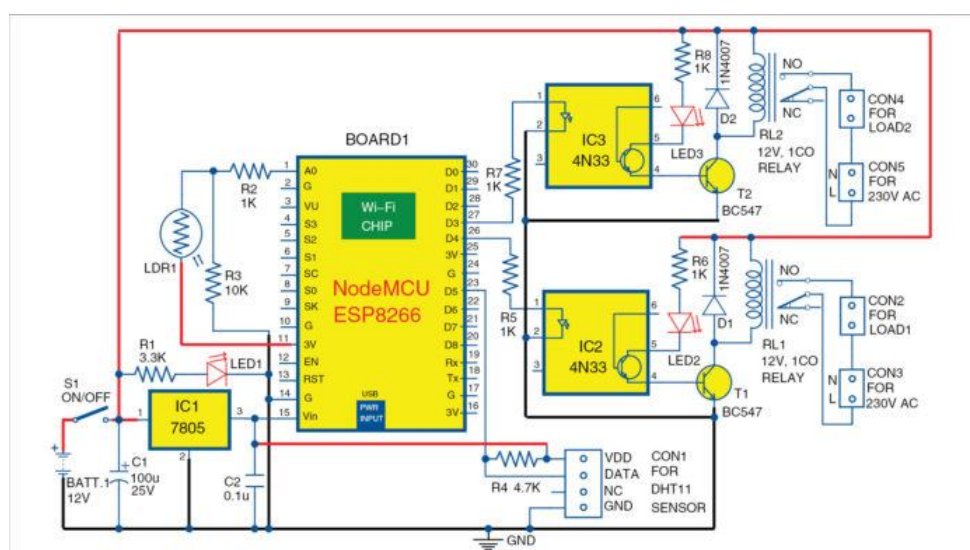 BOARD1
Wi-Fi
CHIP
NodeMCU
ESP8266
USB
PWR
INPUT
1 A0
2 G
3 VU
4 S3
5 S2
6 S1
7 SC
8 S0
9 SK
10 G
11 3V
12 EN
13 RST
14 G
15 Vin
D0 30
D1 29
D2 28
D3 27
D4 26
3V 25
G 24
D5 23
D6 22
D7 21
D8 20
Rx 19
Tx 18
G 17
3V 16
R2
1K
LDR1
R3
10K
R1
3.3K
LED1
S1
ON/OFF
1
IC1
7805
3
2
BATT.1
12V
C1
100u
25V
C2
0.1u
R7
1K
R5
1K
1
2
3
IC3
4N33
6
5
4
R8
1K
LED3
1N4007
D2
T2
BC547
NO
NC
RL2
12V, 1CO
RELAY
CON4
FOR
LOAD2
N
L
CON5
FOR
230V AC
1
2
3
IC2
4N33
6
5
4
R6
1K
LED2
1N4007
D1
T1
BC547
NO
NC
RL1
12V, 1CO
RELAY
CON2
FOR
LOAD1
N
L
CON3
FOR
230V AC
R4 4.7K
VDD
DATA
NC
GND
CON1
FOR
DHT11
SENSOR
GND